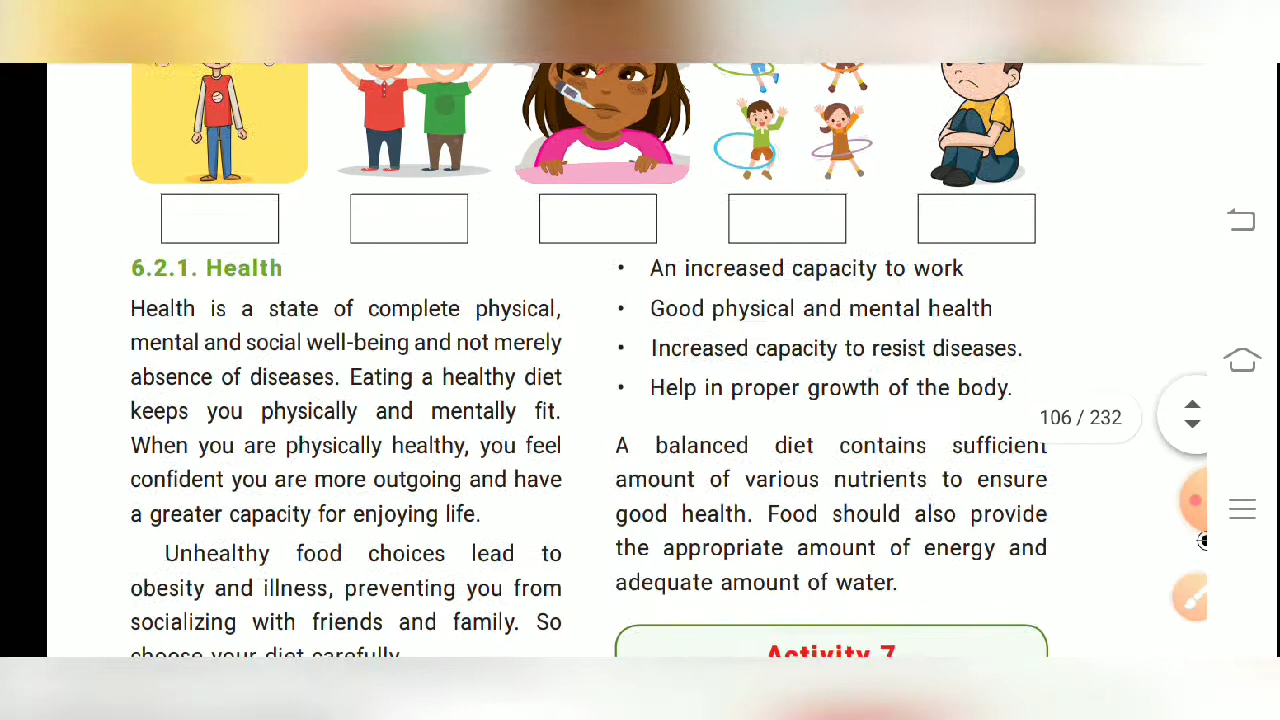 6.2.1. Health
Health is a state of complete physical,
mental and social well-being and not merely
absence of diseases. Eating a healthy diet
keeps you physically and mentally fit.
When you are physically healthy, you feel
confident you are more outgoing and have
a greater capacity for enjoying life.
Unhealthy food choices lead to
obesity and illness, preventing you from
socializing with friends and family. So
choose your diet carefully
• An increased capacity to work
• Good physical and mental health
• Increased capacity to resist diseases.
• Help in proper growth of the body.
106 / 232
A balanced diet contains sufficient
amount of various nutrients to ensure
good health. Food should also provide
the appropriate amount of energy and
adequate amount of water.
Activity 7